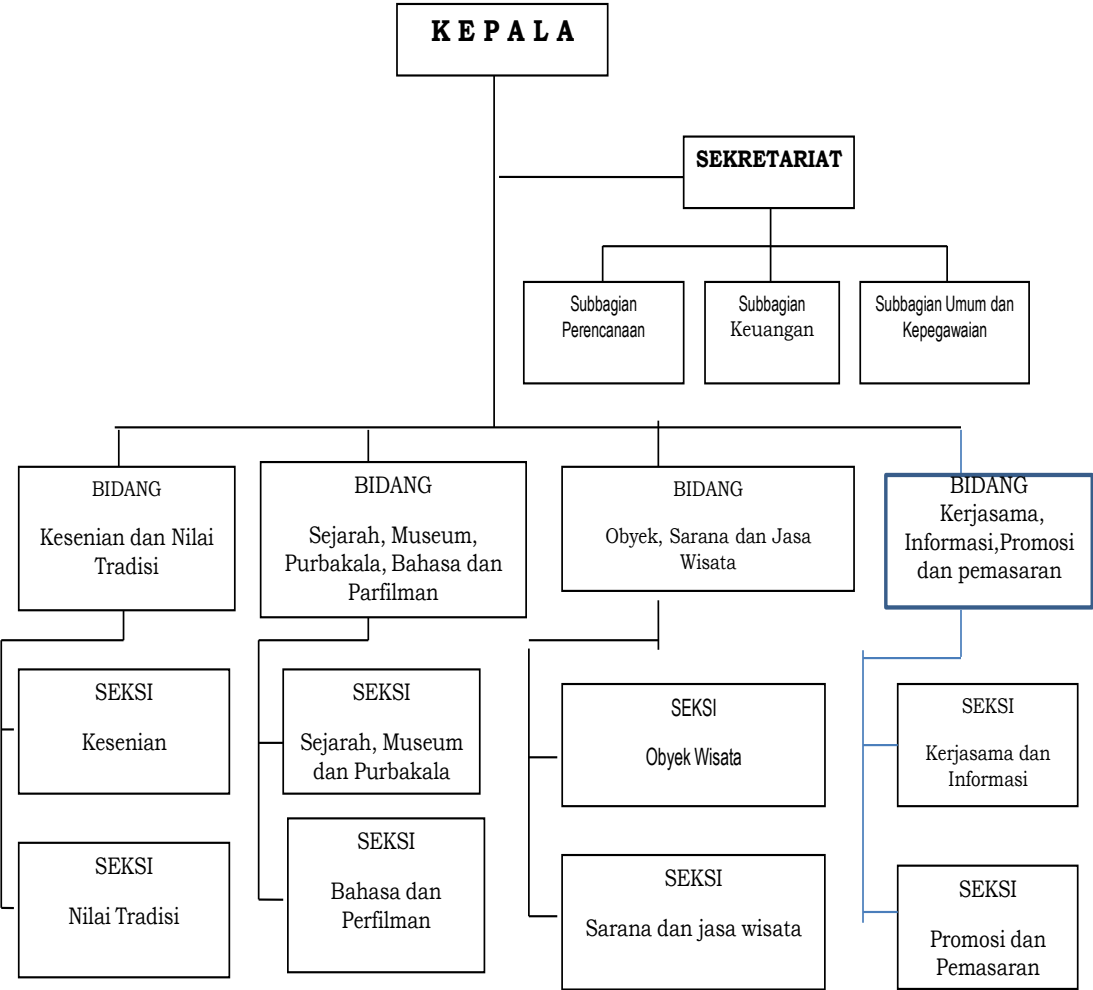 K E P A L A
SEKRETARIAT
Subbagian
Perencanaan
Subbagian
Keuangan
Subbagian Umum dan
Kepegawaian
BIDANG
Kesenian dan Nilai
Tradisi
BIDANG
Sejarah, Museum,
Purbakala, Bahasa dan
Parfilman
BIDANG
Obyek, Sarana dan Jasa
Wisata
BIDANG
Kerjasama,
Informasi,Promosi
dan pemasaran
SEKSI
Kesenian
SEKSI
Sejarah, Museum
dan Purbakala
SEKSI
Obyek Wisata
SEKSI
Kerjasama dan
Informasi
SEKSI
Nilai Tradisi
SEKSI
Bahasa dan
Perfilman
SEKSI
Sarana dan jasa wisata
SEKSI
Promosi dan
Pemasaran